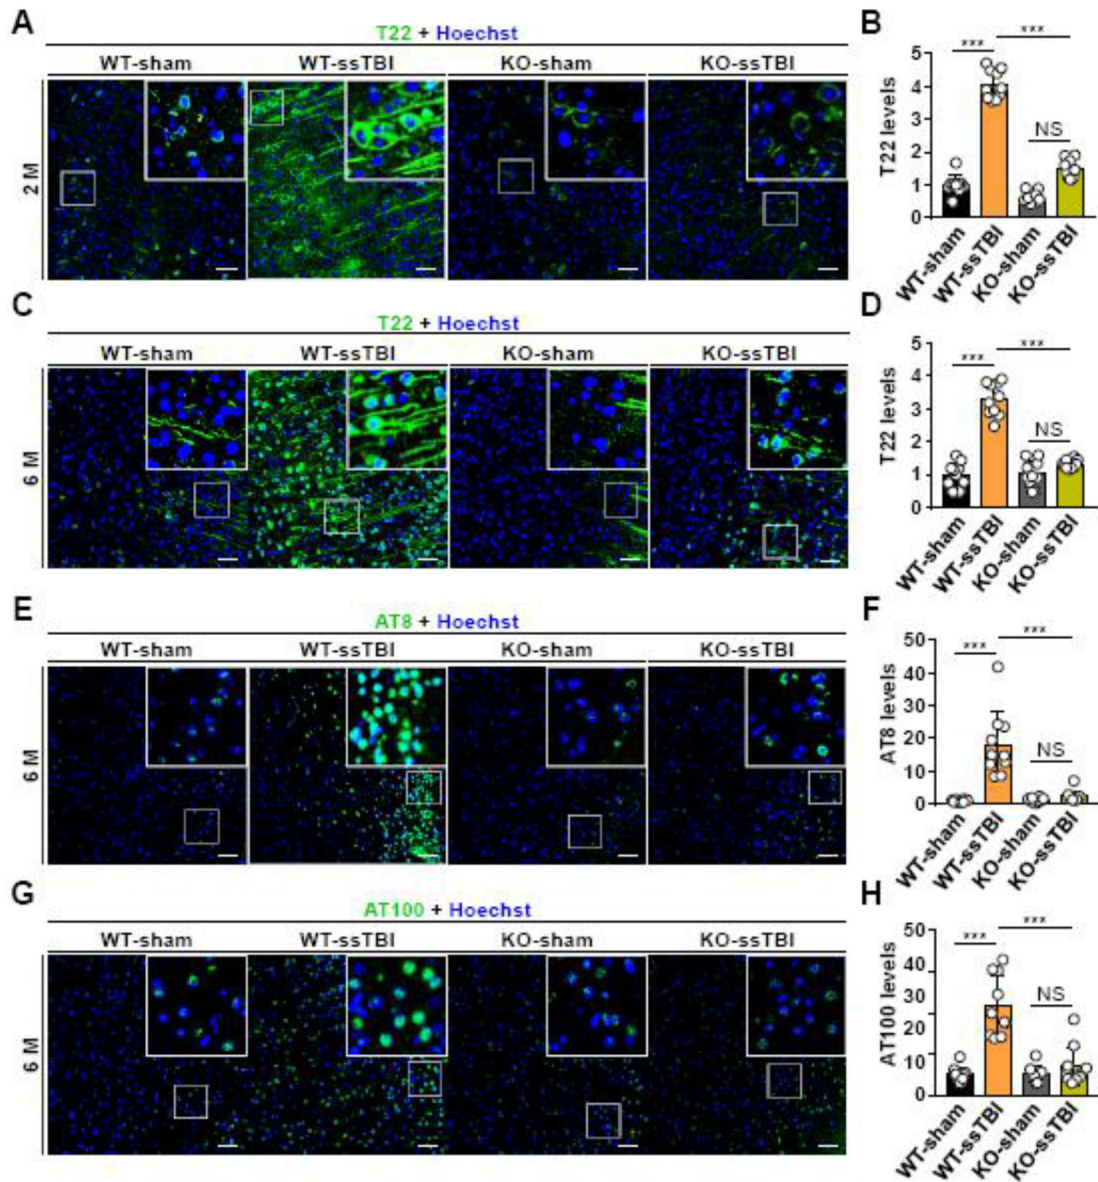 A
T22 + Hoechst
WT-sham WT-ssTBI KO-sham KO-ssTBI
2 M
B
*** ***
NS
T22 levels
5
4
3
2
1
0
WT-sham
WT-ssTBI
KO-sham
KO-ssTBI
C
T22 + Hoechst
WT-sham WT-ssTBI KO-sham KO-ssTBI
6 M
D
*** ***
NS
T22 levels
5
4
3
2
1
0
WT-sham
WT-ssTBI
KO-sham
KO-ssTBI
E
AT8 + Hoechst
WT-sham WT-ssTBI KO-sham KO-ssTBI
6 M
F
*** ***
NS
AT8 levels
50
40
30
20
10
0
WT-sham
WT-ssTBI
KO-sham
KO-ssTBI
G
AT100 + Hoechst
WT-sham WT-ssTBI KO-sham KO-ssTBI
6 M
H
*** ***
NS
AT100 levels
50
40
30
20
10
0
WT-sham
WT-ssTBI
KO-sham
KO-ssTBI